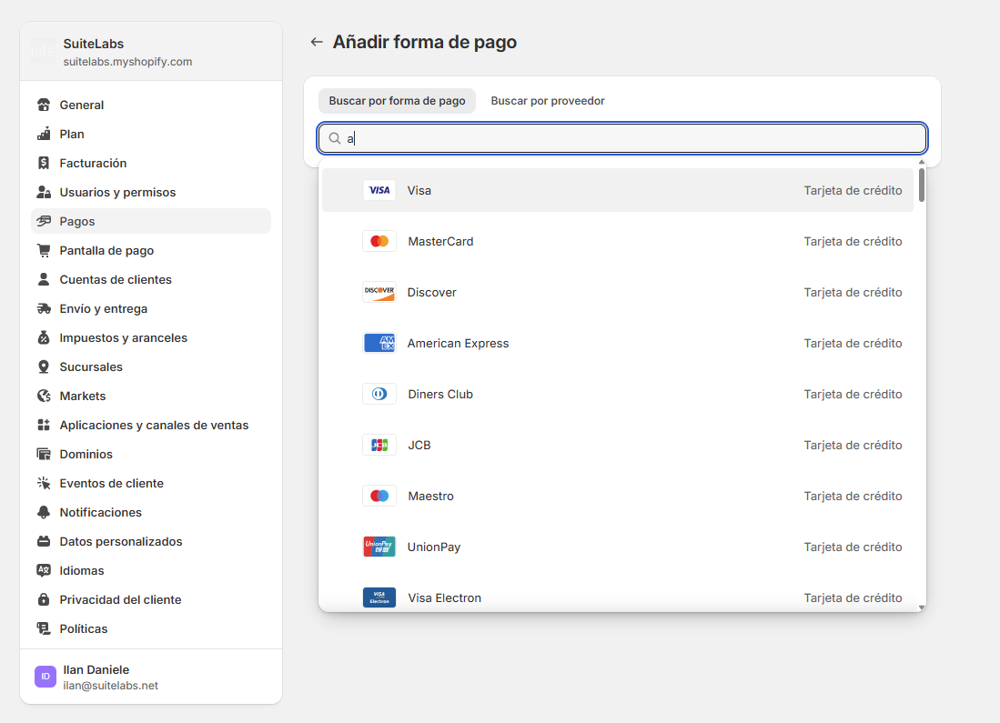 SuiteLabs
suitelabs.myshopify.com
General
Plan
Facturación
Usuarios y permisos
Pagos
Pantalla de pago
Cuentas de clientes
Envío y entrega
Impuestos y aranceles
Sucursales
Markets
Aplicaciones y canales de ventas
Dominios
Eventos de cliente
Notificaciones
Datos personalizados
Idiomas
Privacidad del cliente
Políticas
ID
Ilan Daniele
ilan@suitelabs.net
Añadir forma de pago
Buscar por forma de pago Buscar por proveedor
a
VISA Visa Tarjeta de crédito
MasterCard Tarjeta de crédito
DISCOVER Discover Tarjeta de crédito
AM
EX
American Express Tarjeta de crédito
Diners Club Tarjeta de crédito
JCB JCB Tarjeta de crédito
Maestro Tarjeta de crédito
UnionPay
UnionPay Tarjeta de crédito
VISA
Electron
Visa Electron Tarjeta de crédito